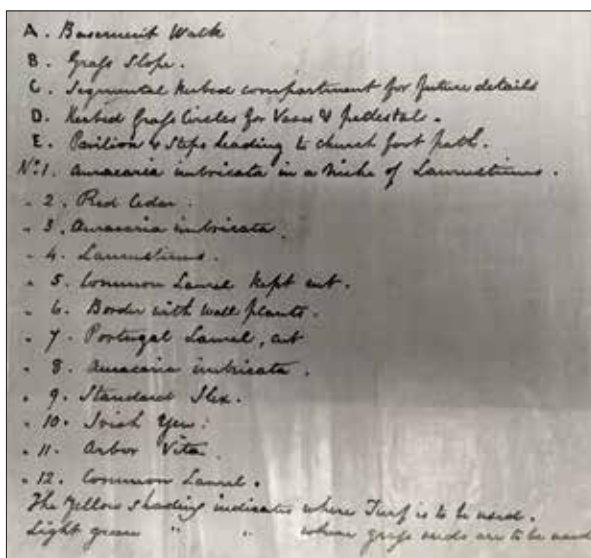 A. Basement Walk
B. Grass Slope.
C. Segmental Kerbed compartment for future details
D. Kerbed Grass Circles for Vases & pedestal.
E. Pavilion & Steps leading to church foot path.
No. 1. Auracaria imbricata in a Niche of Laurustinus.
" 2. Red Cedar.
" 3. Auracaria imbricata.
" 4. Laurustinus.
" 5. Common Laurel kept cut.
" 6. Border with wall plants.
" 7. Portugal Laurel, cut
" 8. Auracaria imbricata.
" 9. Standard Ilex.
" 10. Irish Yew.
" 11. Arbor Vita.
" 12. Common Laurel.
The Yellow shading indicates where Turf is to be used.
Light green " " where grass seeds are to be used